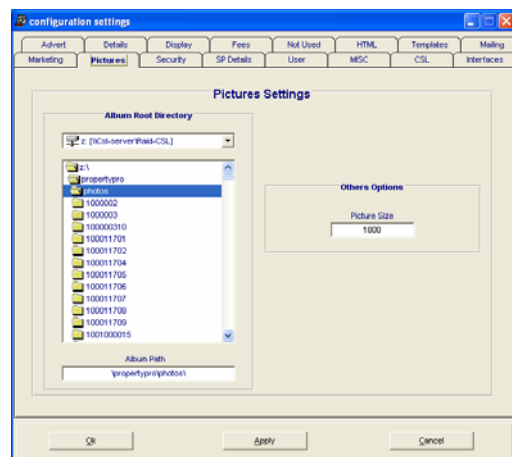 configuration settings
Advert Details Display Fees Not Used HTML Templates Mailing
Marketing Pictures Security SP Details User MISC CSL Interfaces
Pictures Settings
Album Root Directory
z: [\\Csl-server\Raid-CSL]
z:\
propertypro
photos
1000002
1000003
100000310
100011701
100011702
100011704
100011705
100011706
100011707
100011708
100011709
1001000015
Others Options
Picture Size
1800
Album Path
\propertypro\photos\
Ok Apply Cancel